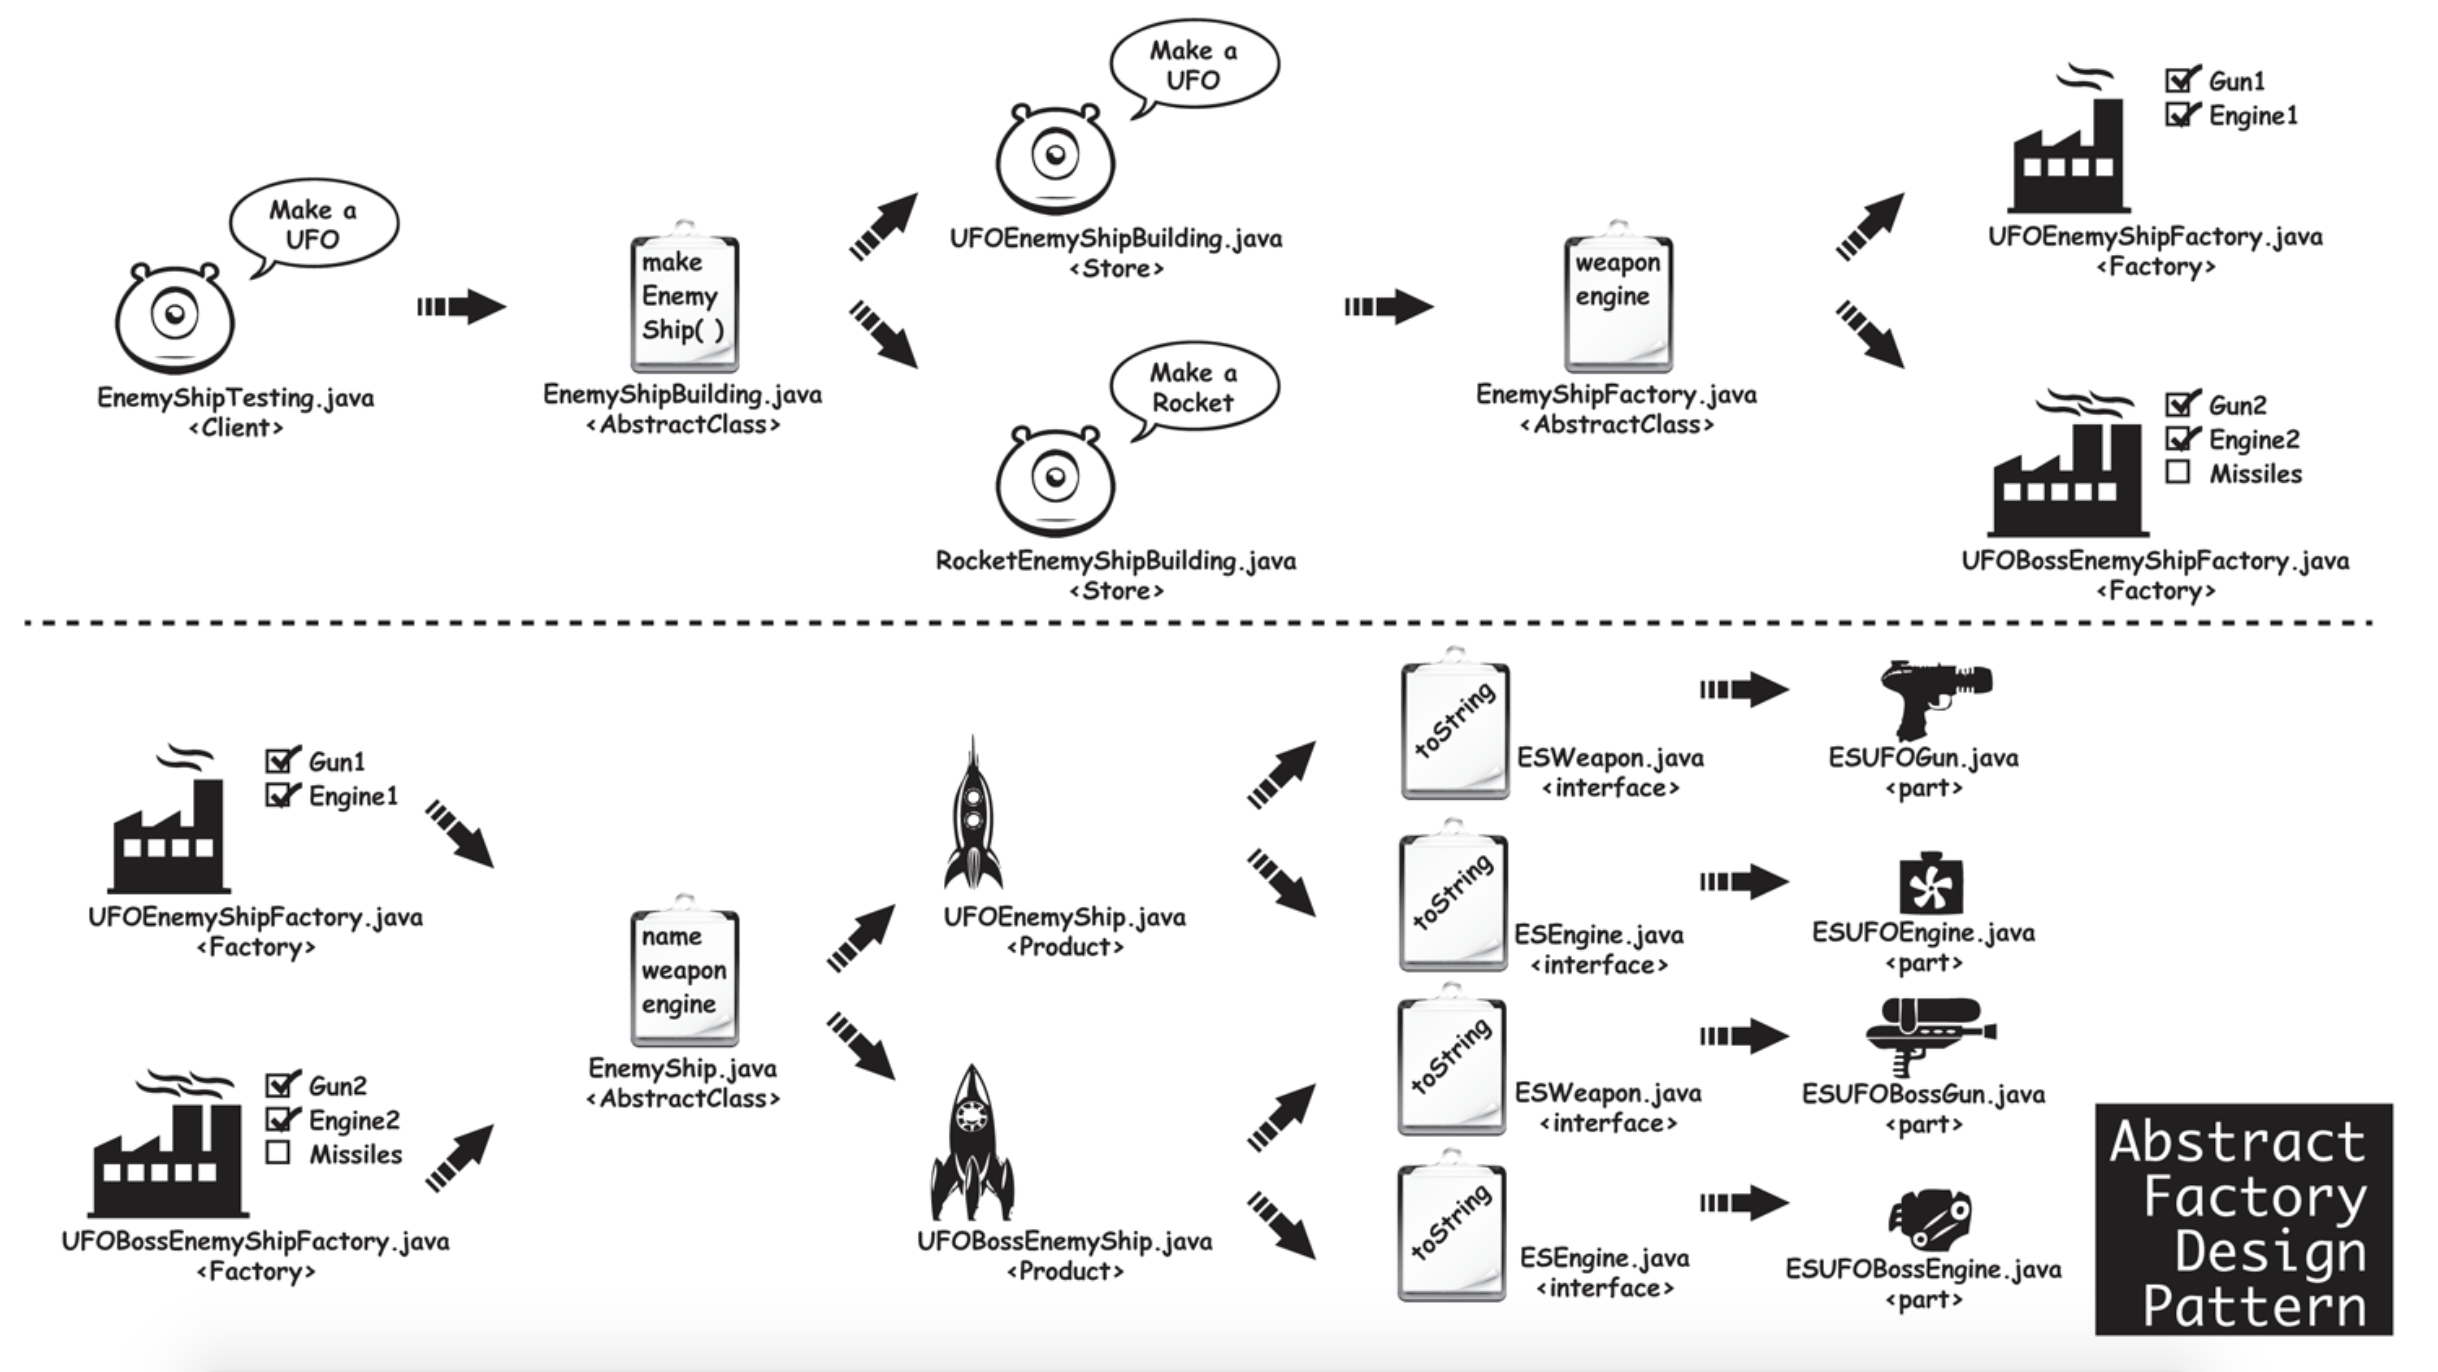 Make a
UFO
EnemyShipTesting.java
<Client>
make
Enemy
Ship( )
EnemyShipBuilding.java
<AbstractClass>
Make a
UFO
UFOEnemyShipBuilding.java
<Store>
Make a
Rocket
RocketEnemyShipBuilding.java
<Store>
weapon
engine
EnemyShipFactory.java
<AbstractClass>
Gun1
Engine1
UFOEnemyShipFactory.java
<Factory>
Gun2
Engine2
Missiles
UFOBossEnemyShipFactory.java
<Factory>
Gun1
Engine1
UFOEnemyShipFactory.java
<Factory>
Gun2
Engine2
Missiles
UFOBossEnemyShipFactory.java
<Factory>
name
weapon
engine
EnemyShip.java
<AbstractClass>
UFOEnemyShip.java
<Product>
UFOBossEnemyShip.java
<Product>
toString
ESWeapon.java
<interface>
ESUFOGun.java
<part>
toString
ESEngine.java
<interface>
ESUFOEngine.java
<part>
toString
ESWeapon.java
<interface>
ESUFOBossGun.java
<part>
toString
ESEngine.java
<interface>
ESUFOBossEngine.java
<part>
Abstract
Factory
Design
Pattern